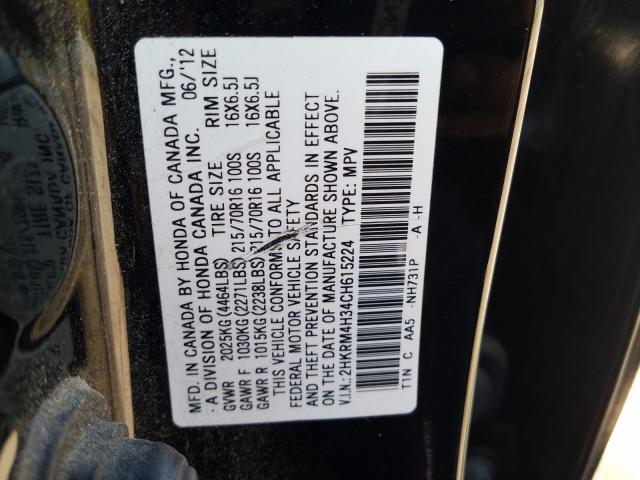 MFD. IN CANADA BY HONDA OF CANADA MFG.,
- A DIVISION OF HONDA CANADA INC. 06/'12
GVWR 2025KG(4464LBS) TIRE SIZE RIM SIZE
GAWR F 1030KG(2271LBS) 215/70R16 100S 16X6.5J
GAWR R 1015KG(2238LBS) 215/70R16 100S 16X6.5J
THIS VEHICLE CONFORMS TO ALL APPLICABLE
FEDERAL MOTOR VEHICLE SAFETY
AND THEFT PREVENTION STANDARDS IN EFFECT
ON THE DATE OF MANUFACTURE SHOWN ABOVE.
V.I.N.: 2HKRM4H34CH615224 TYPE: MPV
T1N C AA5 -NH731P -A -H